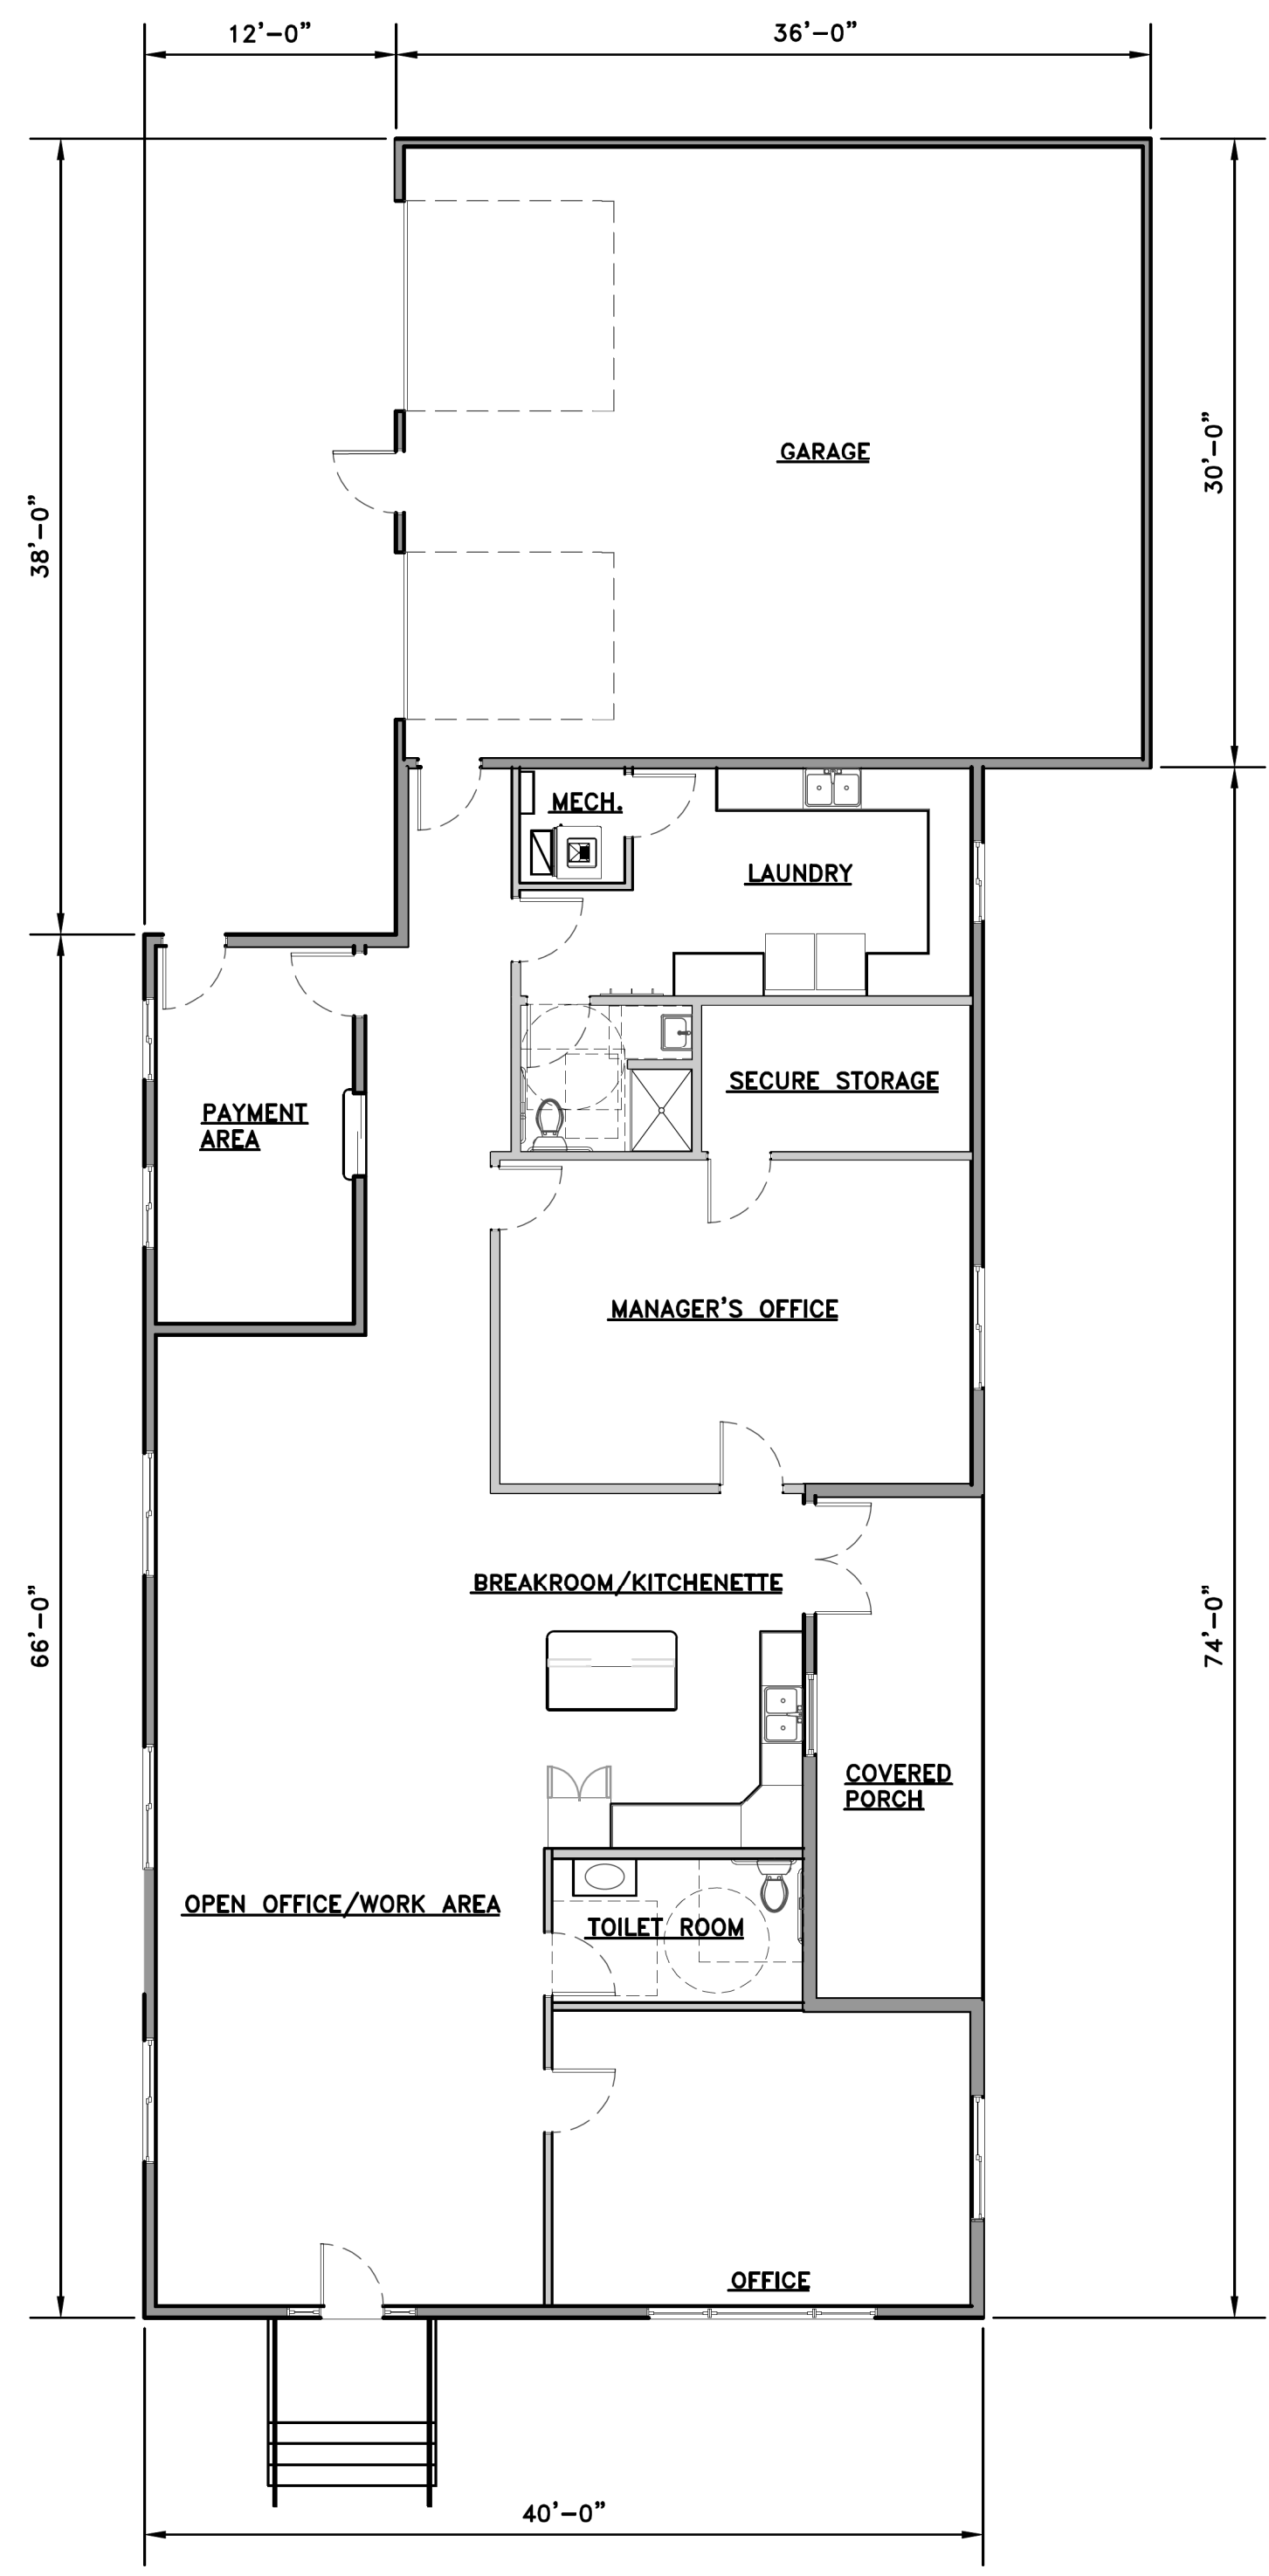 12'-0"
36'-0"
38'-0"
30'-0"
GARAGE
MECH.
LAUNDRY
SECURE STORAGE
PAYMENT
AREA
MANAGER'S OFFICE
BREAKROOM/KITCHENETTE
66'-0"
74'-0"
COVERED
PORCH
OPEN OFFICE/WORK AREA
TOILET ROOM
OFFICE
40'-0"